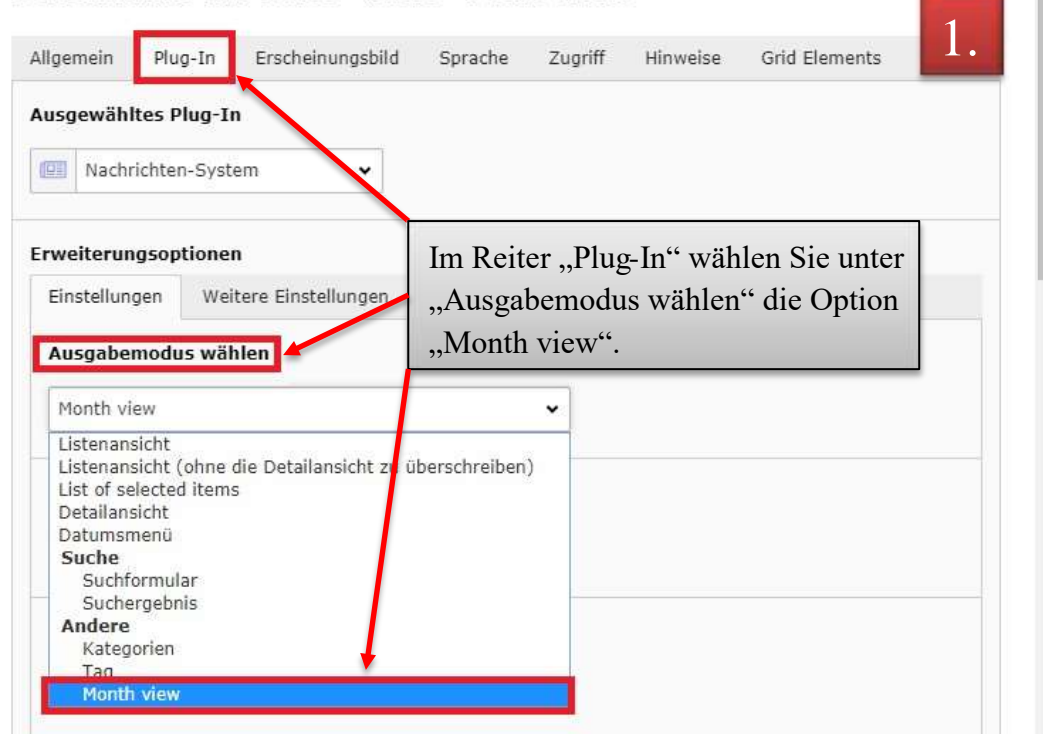 1.
Allgemein Plug-In Erscheinungsbild Sprache Zugriff Hinweise Grid Elements
Ausgewähltes Plug-In
Nachrichten-System
Erweiterungsoptionen
Einstellungen Weitere Einstellungen
Im Reiter „Plug-In“ wählen Sie unter
„Ausgabemodus wählen“ die Option
„Month view“.
Ausgabemodus wählen
Month view
Listenansicht
Listenansicht (ohne die Detailansicht zu überschreiben)
List of selected items
Detailansicht
Datumsmenü
Suche
Suchformular
Suchergebnis
Andere
Kategorien
Tag
Month view